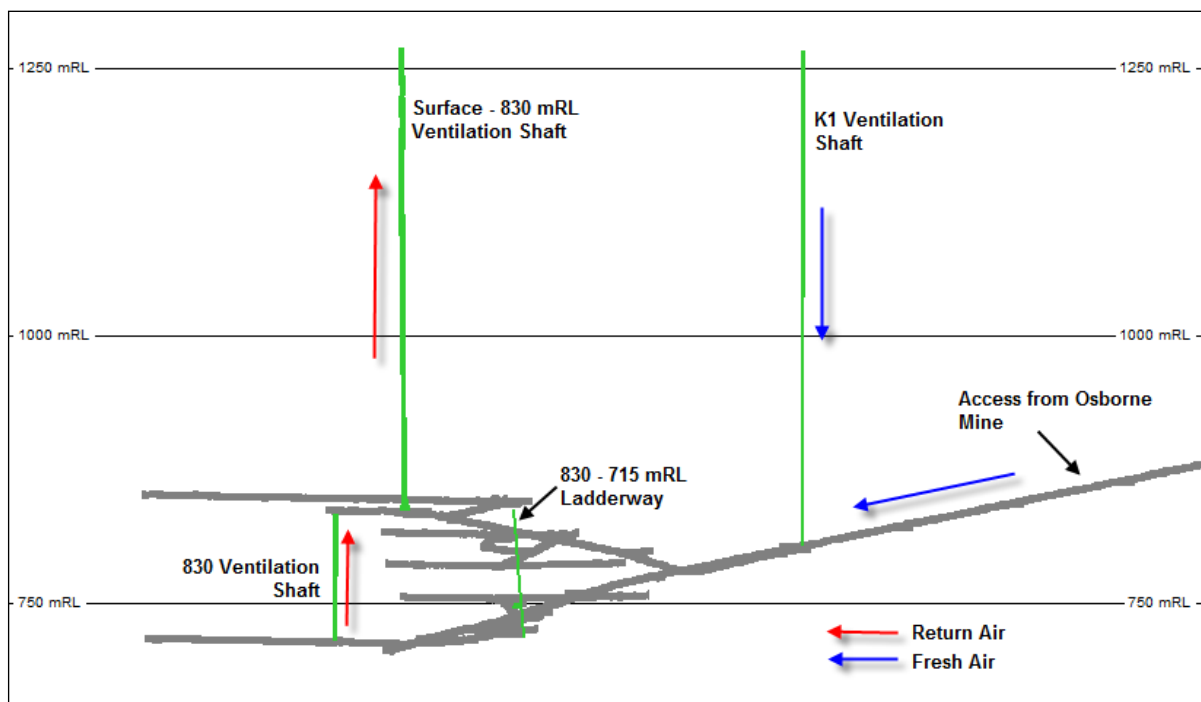 1250 mRL
1250 mRL
Surface - 830 mRL
Ventilation Shaft
K1 Ventilation
Shaft
1000 mRL
1000 mRL
Access from Osborne
Mine
830 - 715 mRL
Ladderway
830 Ventilation
Shaft
750 mRL
750 mRL
Return Air
Fresh Air